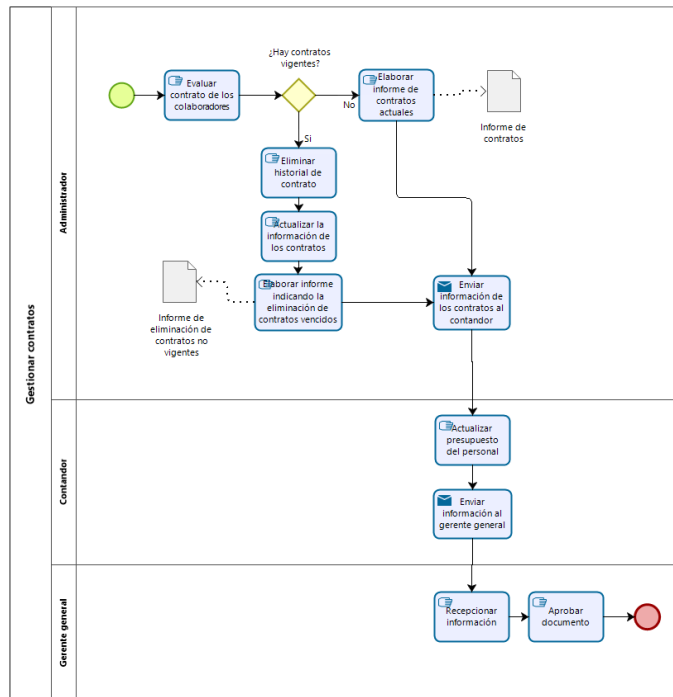 Gestionar contratos
Administrador
¿Hay contratos
vigentes?
Evaluar
contrato de los
colaboradores
Elaborar
informe de
contratos
actuales
No
Informe de
contratos
Si
Eliminar
historial de
contrato
Actualizar la
información de
los contratos
Elaborar informe
indicando la
eliminación de
contratos vencidos
Informe de
eliminación de
contratos no
vigentes
Enviar
información de
los contratos al
contandor
Contandor
Actualizar
presupuesto
del personal
Enviar
información al
gerente general
Gerente general
Recepcionar
información
Aprobar
documento